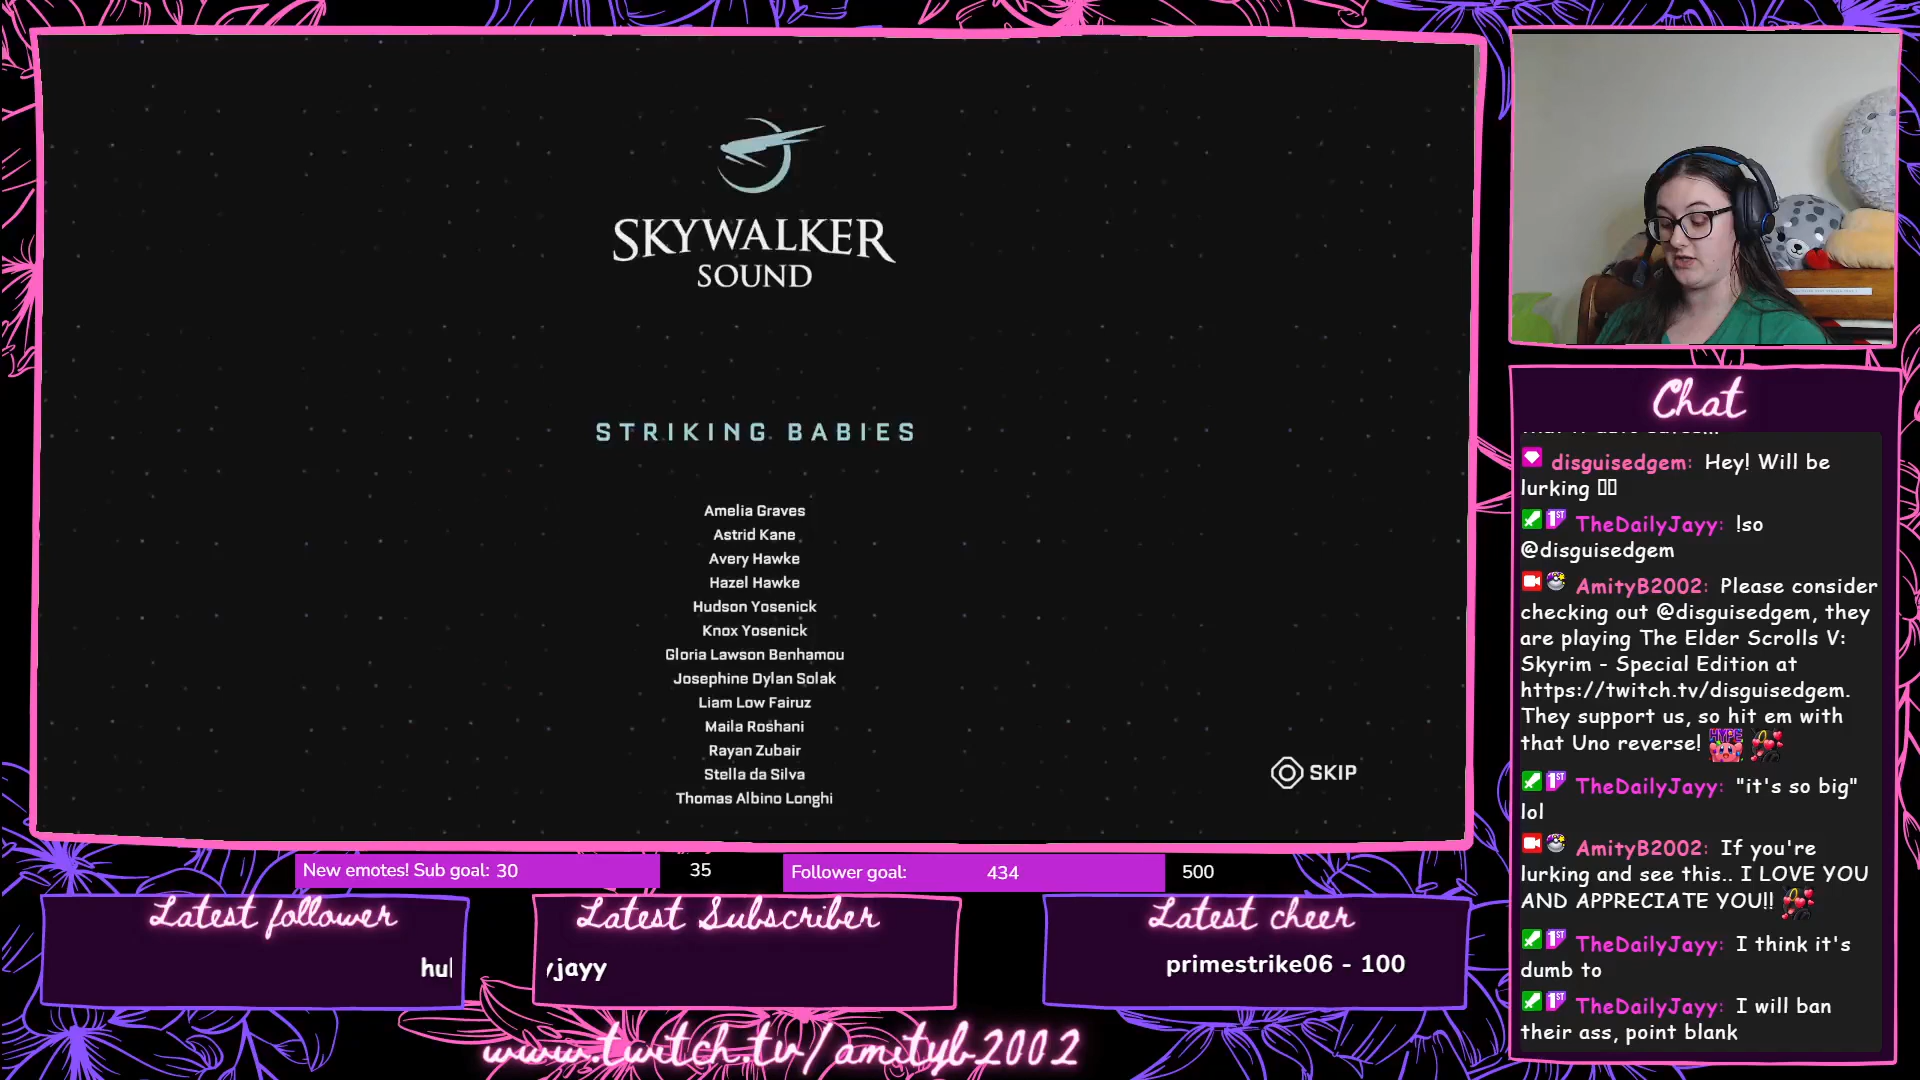 SKYWALKER
SOUND
STRIKING BABIES
Amelia Graves
Astrid Kane
Avery Hawke
Hazel Hawke
Hudson Yosenick
Knox Yosenick
Gloria Lawson Benhamou
Josephine Dylan Solak
Liam Low Fairuz
Maila Roshani
Rayan Zubair
Stella da Silva
Thomas Albino Longhi
SKIP
Chat
disguisedgem: Hey! Will be
lurking
TheDailyJayy: !so
@disguisedgem
AmityB2002: Please consider
checking out @disguisedgem, they
are playing The Elder Scrolls V:
Skyrim - Special Edition at
https://twitch.tv/disguisedgem.
They support us, so hit em with
that Uno reverse! HYPE
TheDailyJayy: "it's so big"
lol
AmityB2002: If you're
lurking and see this.. I LOVE YOU
AND APPRECIATE YOU!!
TheDailyJayy: I think it's
dumb to
TheDailyJayy: I will ban
their ass, point blank
New emotes! Sub goal: 30 35
Follower goal: 434 500
Latest follower
hul
Latest Subscriber
yjayy
Latest cheer
primestrike06 - 100
www.twitch.tv/amityb2002